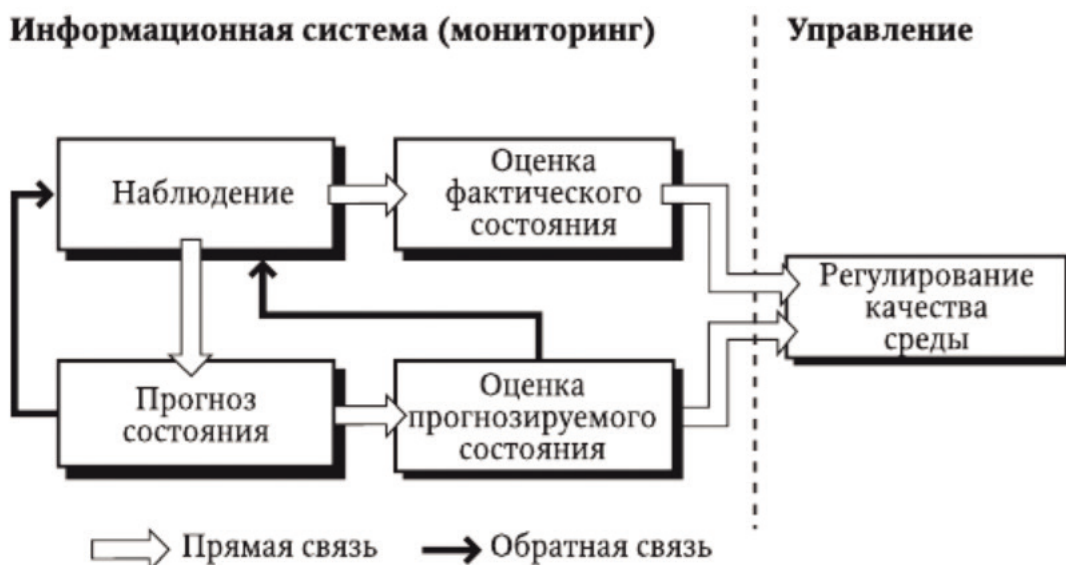 Информационная система (мониторинг)
Управление
Наблюдение
Оценка
фактического
состояния
Регулирование
качества
среды
Прогноз
состояния
Оценка
прогнозируемого
состояния
Прямая связь
Обратная связь